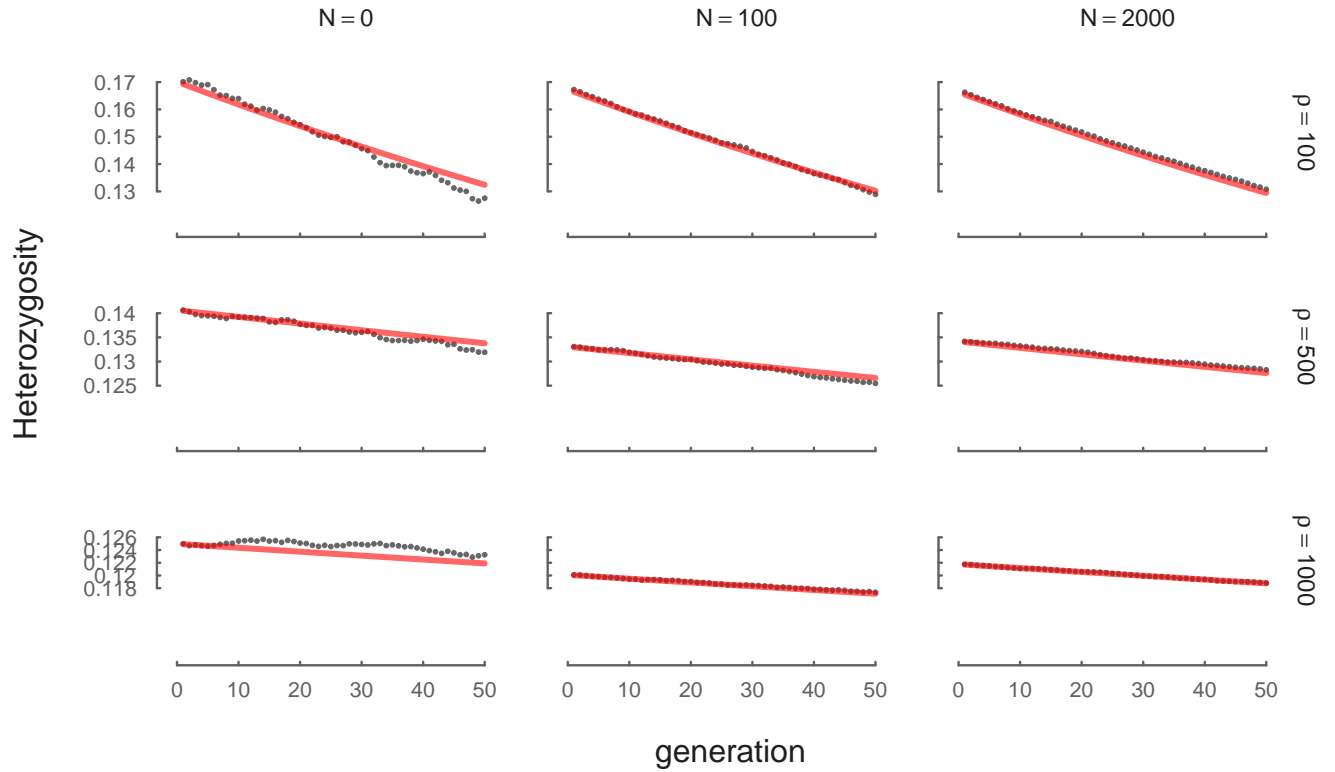 N = 0 N = 100 N = 2000
0.17
0.16
0.15
0.14
0.13
ρ = 100
Heterozygosity
0.14
0.135
0.13
0.125
ρ = 500
0.126
0.124
0.122
0.12
0.118
ρ = 1000
0 10 20 30 40 50 0 10 20 30 40 50 0 10 20 30 40 50
generation